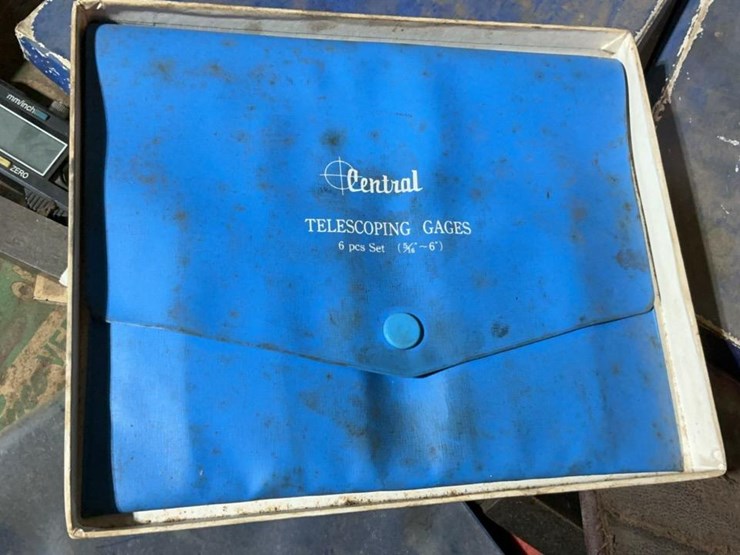 mm/inch
ZERO
Central
TELESCOPING GAGES
6 pcs Set (5/16"~6")